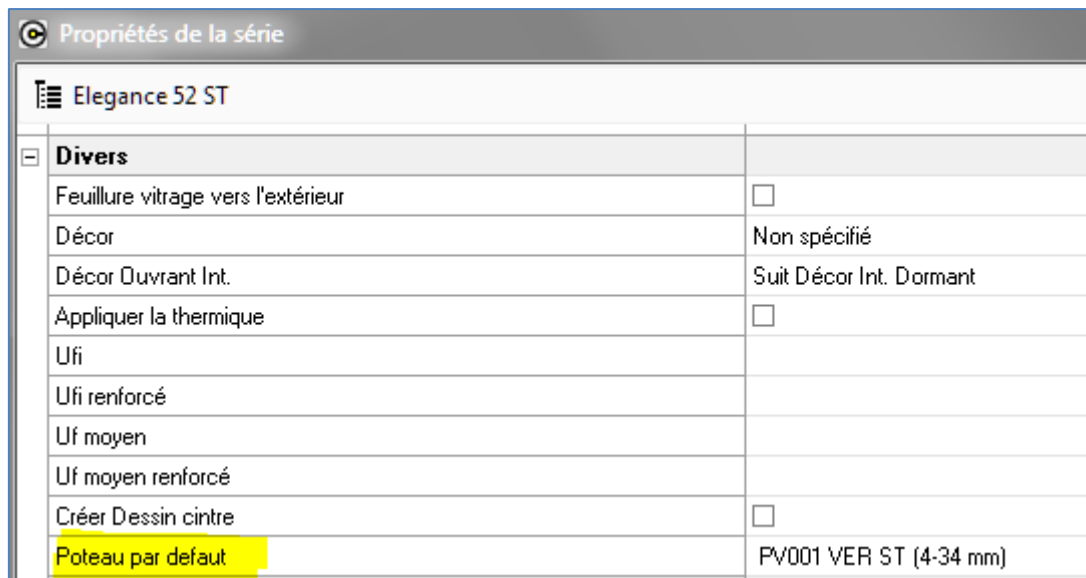 Propriétés de la série
Elegance 52 ST
Divers
Feuillure vitrage vers l'extérieur
Décor Non spécifié
Décor Ouvrant Int. Suit Décor Int. Dormant
Appliquer la thermique
Ufi
Ufi renforcé
Uf moyen
Uf moyen renforcé
Créer Dessin cintre
Poteau par defaut PV001 VER ST (4-34 mm)